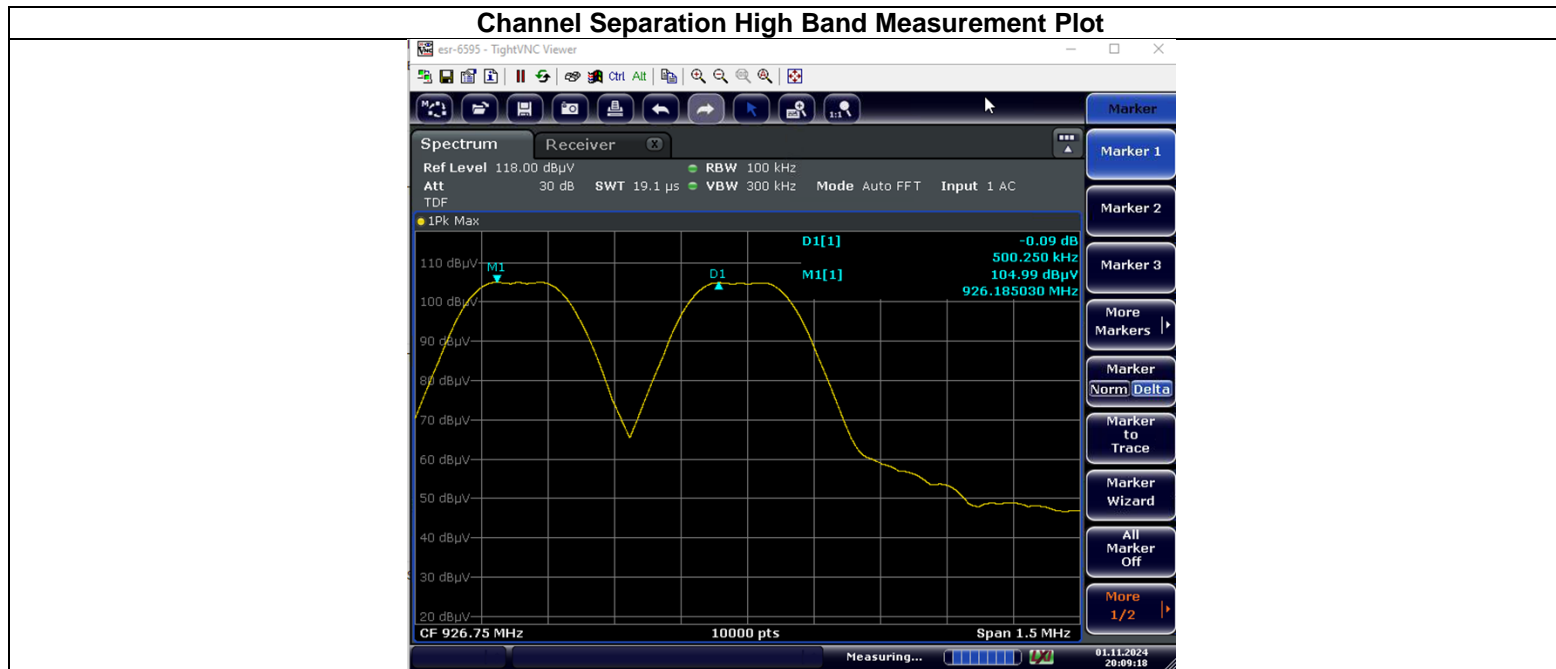 Channel Separation High Band Measurement Plot
esr-6595 - TightVNC Viewer
Ctrl Alt
Marker
Spectrum Receiver
Ref Level 118.00 dBµV RBW 100 kHz
Att 30 dB SWT 19.1 µs VBW 300 kHz Mode Auto FFT Input 1 AC
TDF
1Pk Max
D1[1] -0.09 dB
500.250 kHz
M1[1] 104.99 dBµV
926.185030 MHz
M1
D1
110 dBµV
100 dBµV
90 dBµV
80 dBµV
70 dBµV
60 dBµV
50 dBµV
40 dBµV
30 dBµV
20 dBµV
CF 926.75 MHz 10000 pts Span 1.5 MHz
Marker 1
Marker 2
Marker 3
More
Markers
Marker
Norm Delta
Marker
to
Trace
Marker
Wizard
All
Marker
Off
More
1/2
Measuring...
01.11.2024
20:09:18